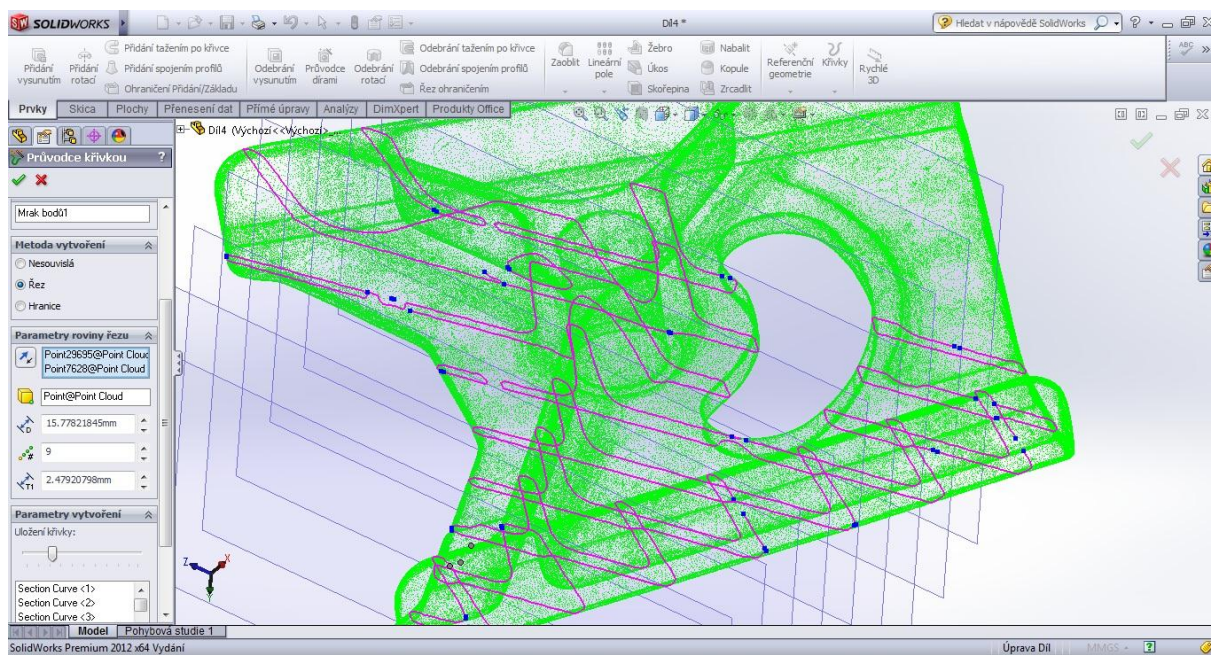 SW SOLIDWORKS
Díl4 *
Hledat v nápovědě SolidWorks
Přidání vysunutím
Přidání rotací
Přidání tažením po křivce
Přidání spojením profilů
Ohraničení Přidání/Základu
Odebrání vysunutím
Průvodce dírami
Odebrání rotací
Odebrání tažením po křivce
Odebrání spojením profilů
Řez ohraničením
Zaoblit
Lineární pole
Žebro
Úkos
Skořepina
Nabalit
Kopule
Zrcadlit
Referenční geometrie
Křivky
Rychlé 3D
ABC
Prvky Skica Plochy Přenesení dat Přímé úpravy Analýzy DimXpert Produkty Office
Díl4 (Výchozí<<Výchozí>_...
Průvodce křivkou ?
Mrak bodů1
Metoda vytvoření
Nesouvislá
Řez
Hranice
Parametry roviny řezu
Point29695@Point Clouc
Point7628@Point Cloud
Point@Point Cloud
D 15.77821845mm
# 9
T1 2.47920798mm
Parametry vytvoření
Uložení křivky:
Section Curve <1>
Section Curve <2>
Section Curve <3>
Z X Y
Model Pohybová studie 1
SolidWorks Premium 2012 x64 Vydání
Úprava Díl
MMGS